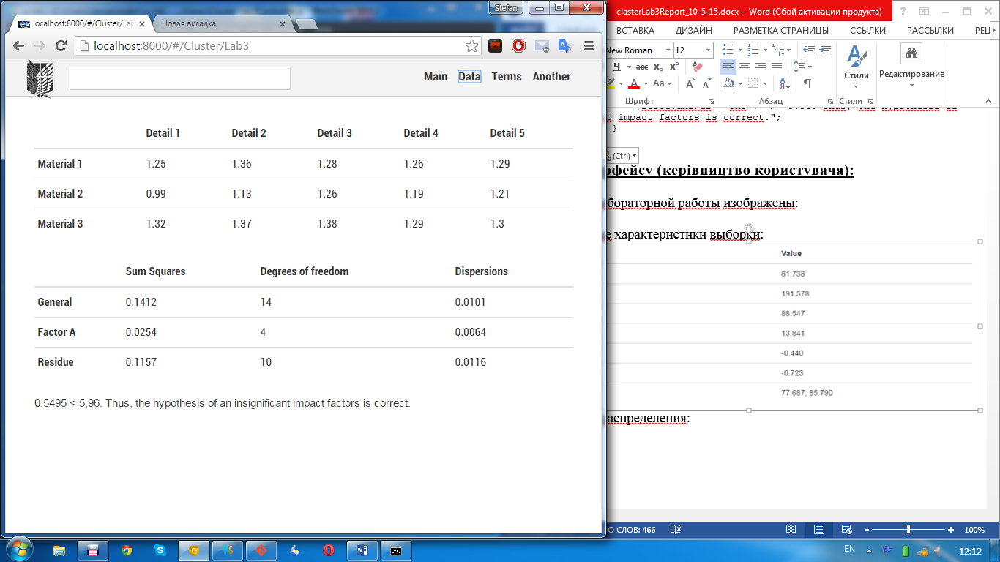 Stefan
localhost:8000/#/Cluster/Lab
Новая вкладка
localhost:8000/#/Cluster/Lab3
Main Data Terms Another
Detail 1 Detail 2 Detail 3 Detail 4 Detail 5
Material 1 1.25 1.36 1.28 1.26 1.29
Material 2 0.99 1.13 1.26 1.19 1.21
Material 3 1.32 1.37 1.38 1.29 1.3
Sum Squares Degrees of freedom Dispersions
General 0.1412 14 0.0101
Factor A 0.0254 4 0.0064
Residue 0.1157 10 0.0116
0.5495 < 5,96. Thus, the hypothesis of an insignificant impact factors is correct.
clasterLab3Report_10-5-15.docx - Word (Сбой активации продукта)
ВСТАВКА ДИЗАЙН РАЗМЕТКА СТРАНИЦЫ ССЫЛКИ РАССЫЛКИ РЕЦ
New Roman 12
Ч abc x₂ x²
A Aa A A
Шрифт Абзац Стили
Стили Редактирование
t impact factors is correct.";
}
(Ctrl)
фейсу (керівництво користувача):
бораторной работы изображены:
е характеристики выборки:
Value
81.738
191.578
88.547
13.841
-0.440
-0.723
77.687, 85.790
аспределения:
О СЛОВ: 466
100%
EN
12:12